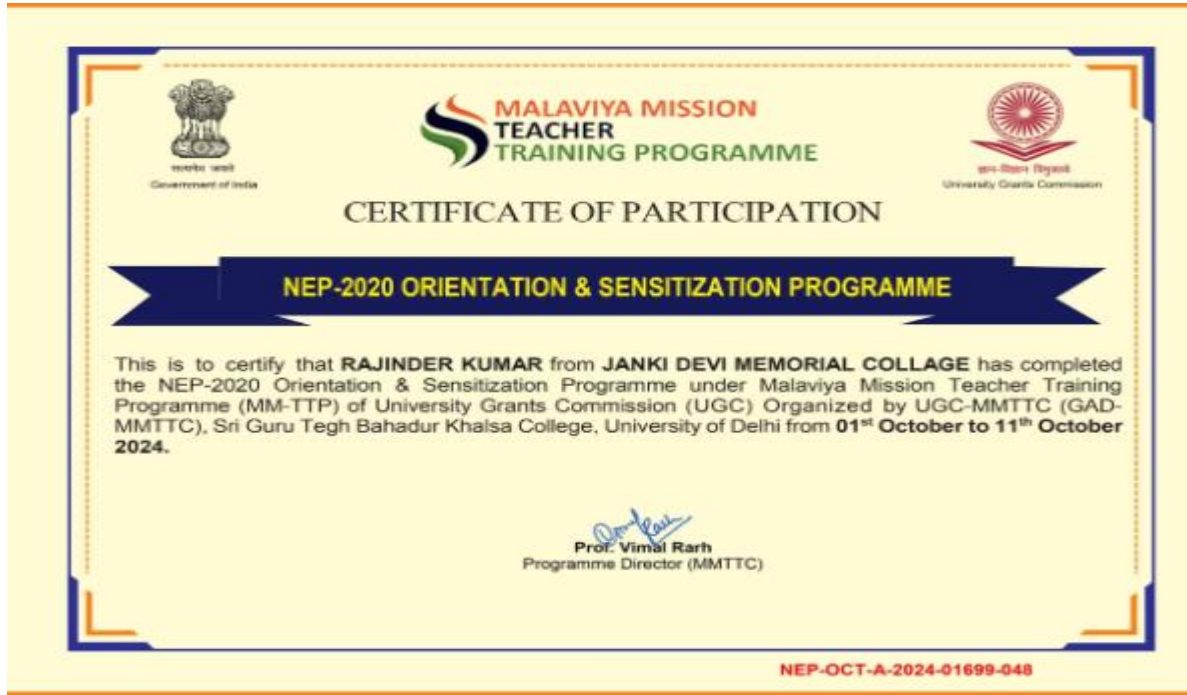 MALAVIYA MISSION
TEACHER
TRAINING PROGRAMME
सत्यमेव जयते
Government of India
ज्ञान-विज्ञान विमुक्तये
University Grants Commission
CERTIFICATE OF PARTICIPATION
NEP-2020 ORIENTATION & SENSITIZATION PROGRAMME
This is to certify that RAJINDER KUMAR from JANKI DEVI MEMORIAL COLLAGE has completed
the NEP-2020 Orientation & Sensitization Programme under Malaviya Mission Teacher Training
Programme (MM-TTP) of University Grants Commission (UGC) Organized by UGC-MMTTC (GAD-
MMTTC), Sri Guru Tegh Bahadur Khalsa College, University of Delhi from 01st October to 11th October
2024.
Prof. Vimal Rarh
Programme Director (MMTTC)
NEP-OCT-A-2024-01699-048